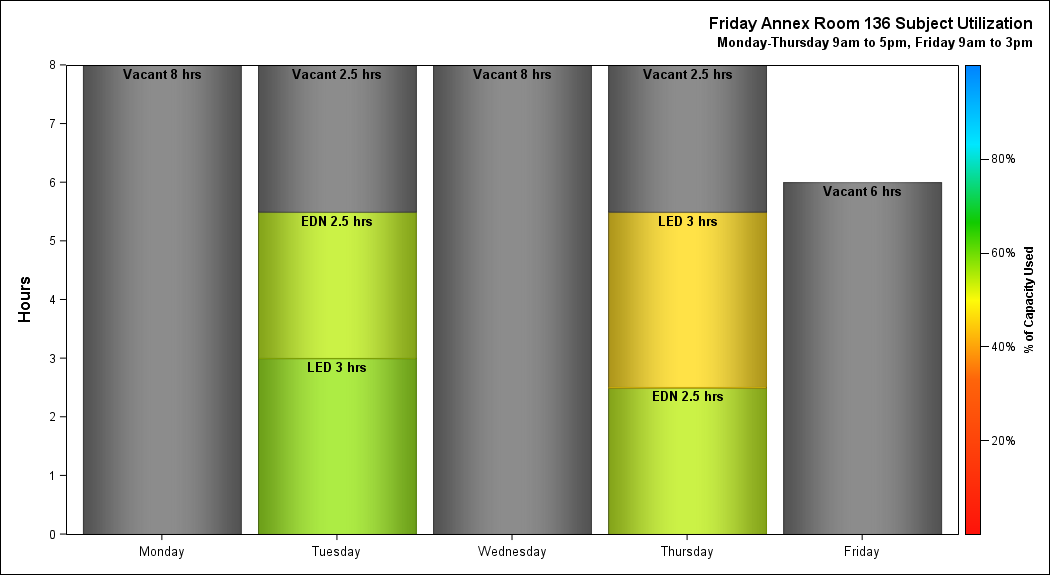 Friday Annex Room 136 Subject Utilization
Monday-Thursday 9am to 5pm, Friday 9am to 3pm
Hours
8
7
6
5
4
3
2
1
0
Vacant 8 hrs
Vacant 2.5 hrs
EDN 2.5 hrs
LED 3 hrs
Vacant 8 hrs
Vacant 2.5 hrs
LED 3 hrs
EDN 2.5 hrs
Vacant 6 hrs
Monday
Tuesday
Wednesday
Thursday
Friday
80%
60%
40%
20%
% of Capacity Used